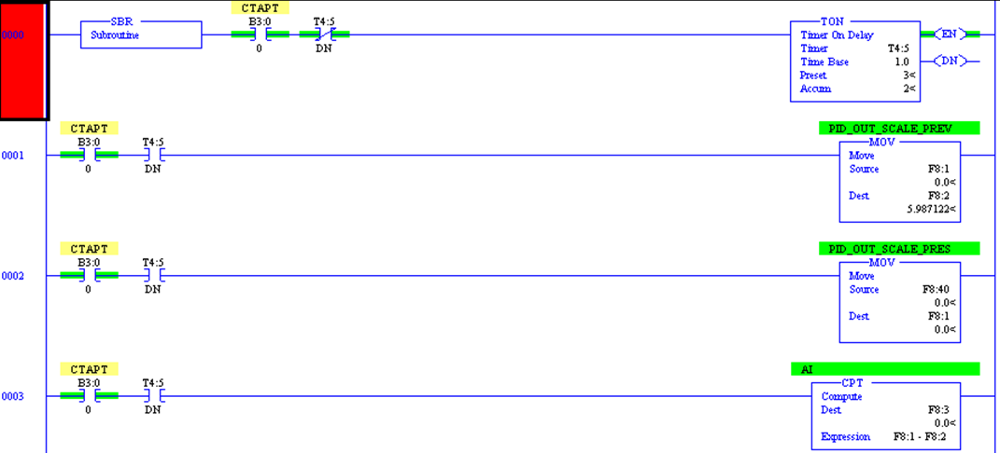 CTAPT
SBR B3:0 T4:5 TON
0000 Subroutine Timer On Delay EN
0 DN Timer T4:5
Time Base 1.0 DN
Preset 3<
Accum 2<
CTAPT PID_OUT_SCALE_PREV
B3:0 T4:5 MOV
0001 Move
0 DN Source F8:1
0.0<
Dest F8:2
5.987122<
CTAPT PID_OUT_SCALE_PRES
B3:0 T4:5 MOV
0002 Move
0 DN Source F8:40
0.0<
Dest F8:1
0.0<
CTAPT AI
B3:0 T4:5 CPT
0003 Compute
0 DN Dest F8:3
0.0<
Expression F8:1 - F8:2